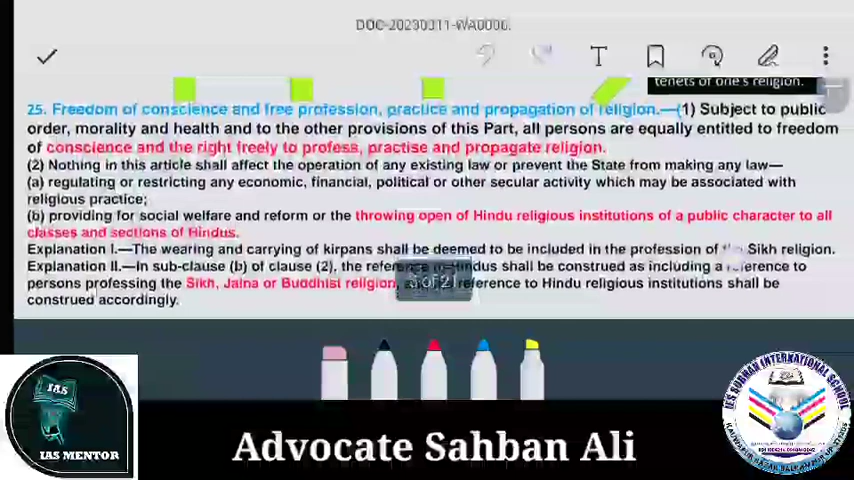 DOC-20230311-WA0006.
tenets of one's religion.
25. Freedom of conscience and free profession, practice and propagation of religion.—(1) Subject to public
order, morality and health and to the other provisions of this Part, all persons are equally entitled to freedom
of conscience and the right freely to profess, practise and propagate religion.
(2) Nothing in this article shall affect the operation of any existing law or prevent the State from making any law—
(a) regulating or restricting any economic, financial, political or other secular activity which may be associated with
religious practice;
(b) providing for social welfare and reform or the throwing open of Hindu religious institutions of a public character to all
classes and sections of Hindus.
Explanation I.—The wearing and carrying of kirpans shall be deemed to be included in the profession of the Sikh religion.
Explanation II.—In sub-clause (b) of clause (2), the reference to Hindus shall be construed as including a reference to
persons professing the Sikh, Jaina or Buddhist religion, reference to Hindu religious institutions shall be
construed accordingly.
of 21
IAS
IAS MENTOR
Advocate Sahban Ali
INTERNATIONAL SCHOOL